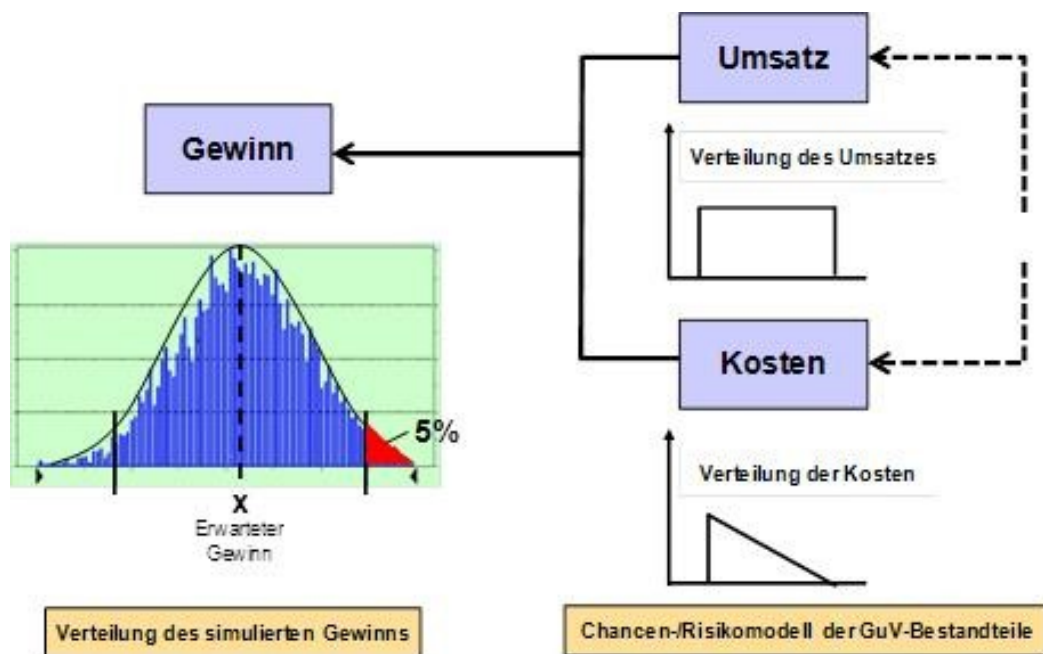 Umsatz
Gewinn
Verteilung des Umsatzes
Kosten
5%
X
Erwarteter
Gewinn
Verteilung der Kosten
Verteilung des simulierten Gewinns
Chancen-/Risikomodell der GuV-Bestandteile